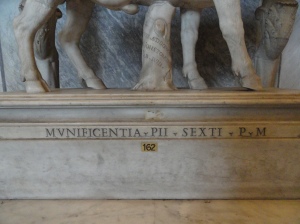 MVNIFICENTIA PII SEXTI P M
162